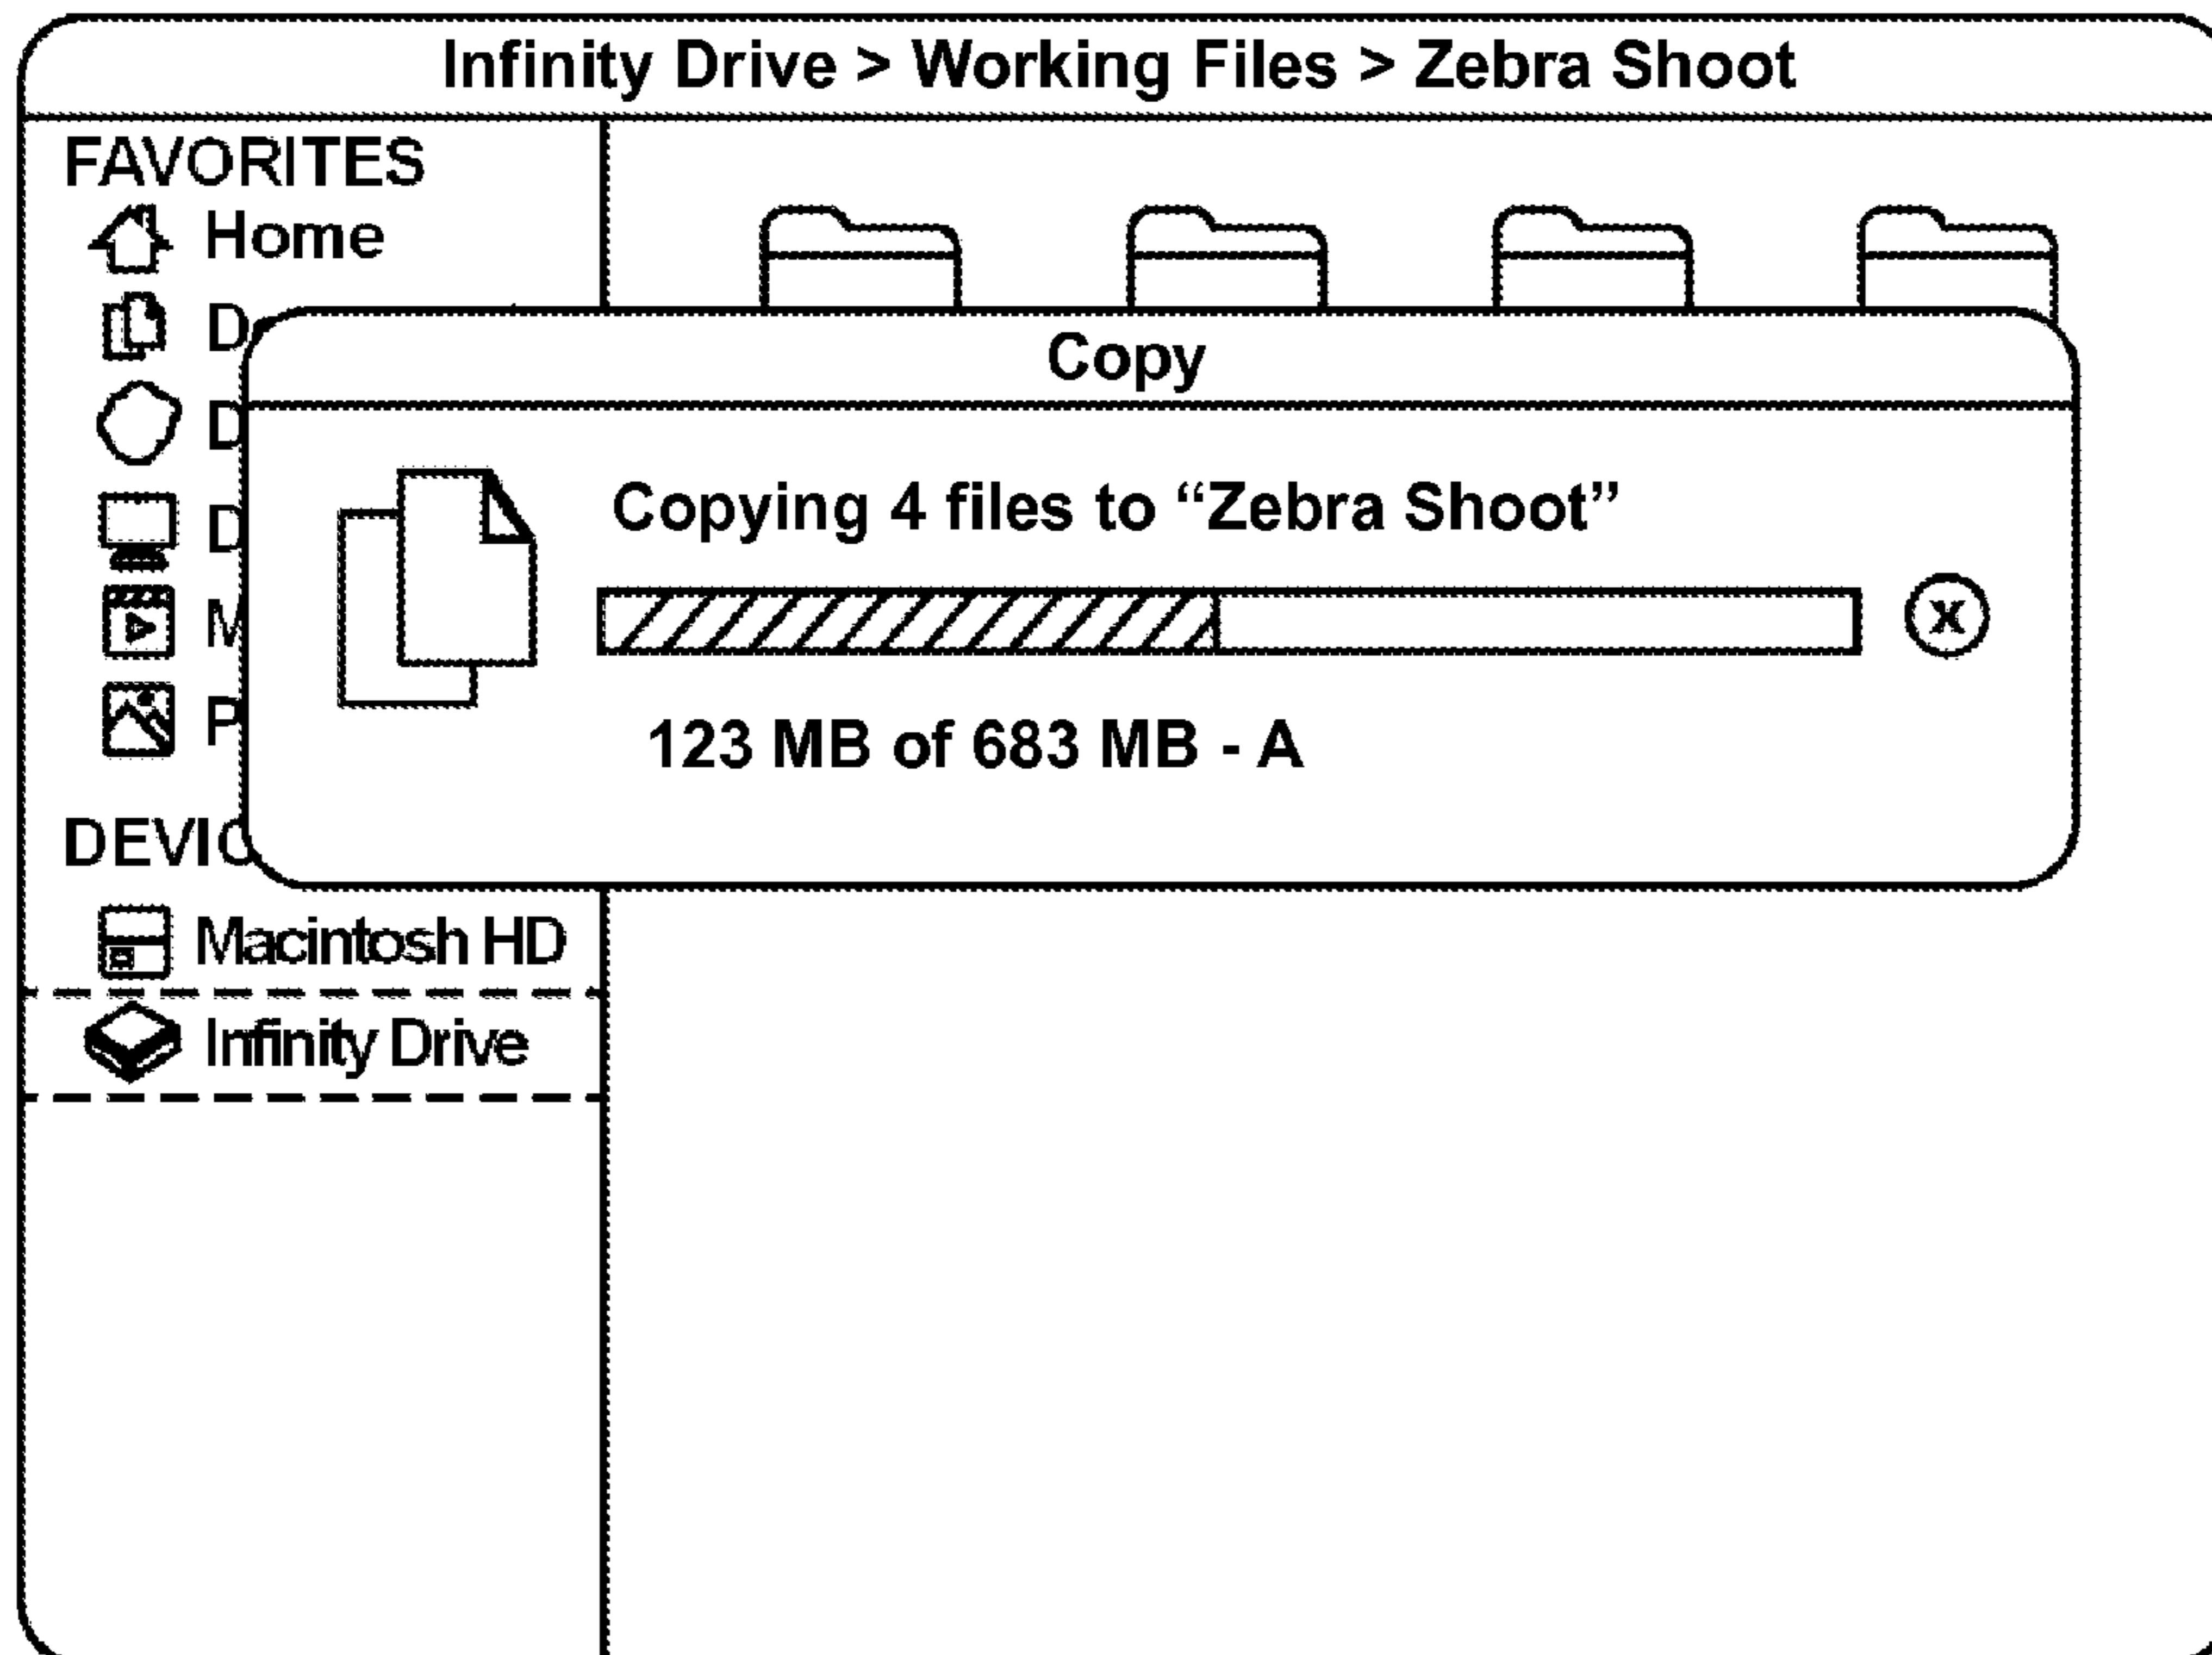 Infinity Drive > Working Files > Zebra Shoot
FAVORITES
Home
D
D
D
M
P
DEVIC
Macintosh HD
Infinity Drive
Copy
Copying 4 files to “Zebra Shoot”
X
123 MB of 683 MB - A